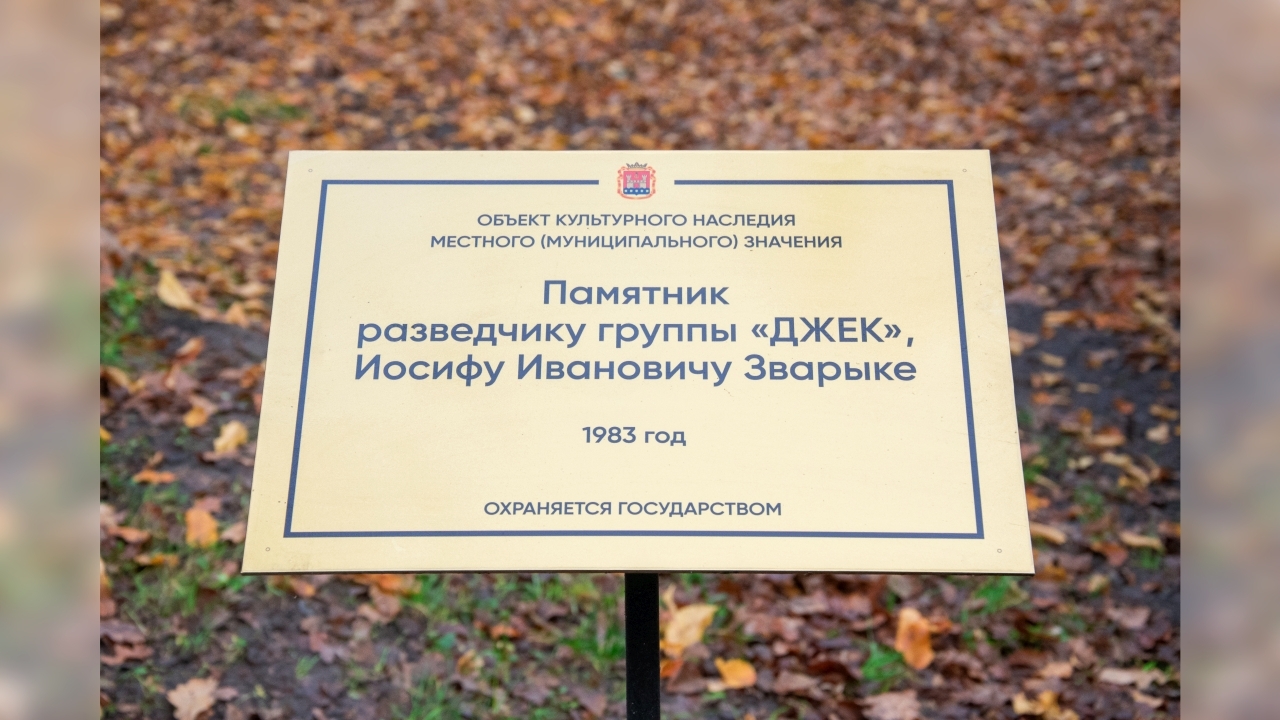 ОБЪЕКТ КУЛЬТУРНОГО НАСЛЕДИЯ
МЕСТНОГО (МУНИЦИПАЛЬНОГО) ЗНАЧЕНИЯ
Памятник
разведчику группы «ДЖЕК»,
Иосифу Ивановичу Зварыке
1983 год
ОХРАНЯЕТСЯ ГОСУДАРСТВОМ